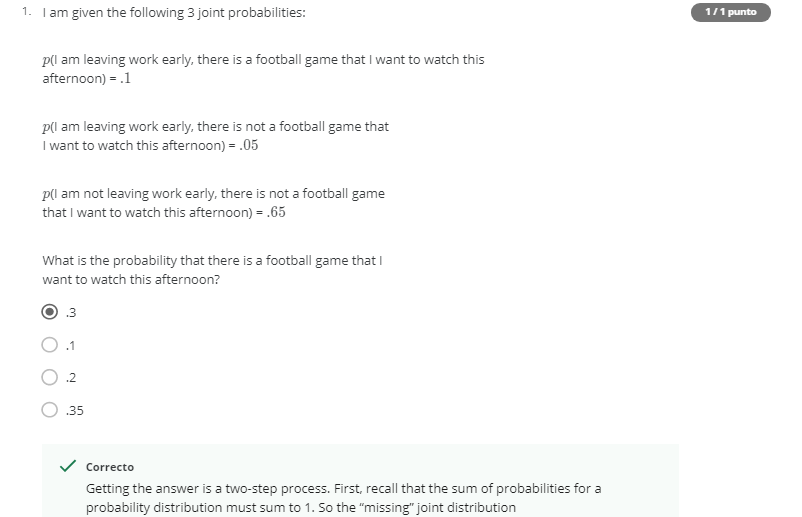 1. I am given the following 3 joint probabilities:
1 / 1 punto
p(I am leaving work early, there is a football game that I want to watch this
afternoon) = .1
p(I am leaving work early, there is not a football game that
I want to watch this afternoon) = .05
p(I am not leaving work early, there is not a football game
that I want to watch this afternoon) = .65
What is the probability that there is a football game that I
want to watch this afternoon?
.3
.1
.2
.35
Correcto
Getting the answer is a two-step process. First, recall that the sum of probabilities for a
probability distribution must sum to 1. So the “missing” joint distribution